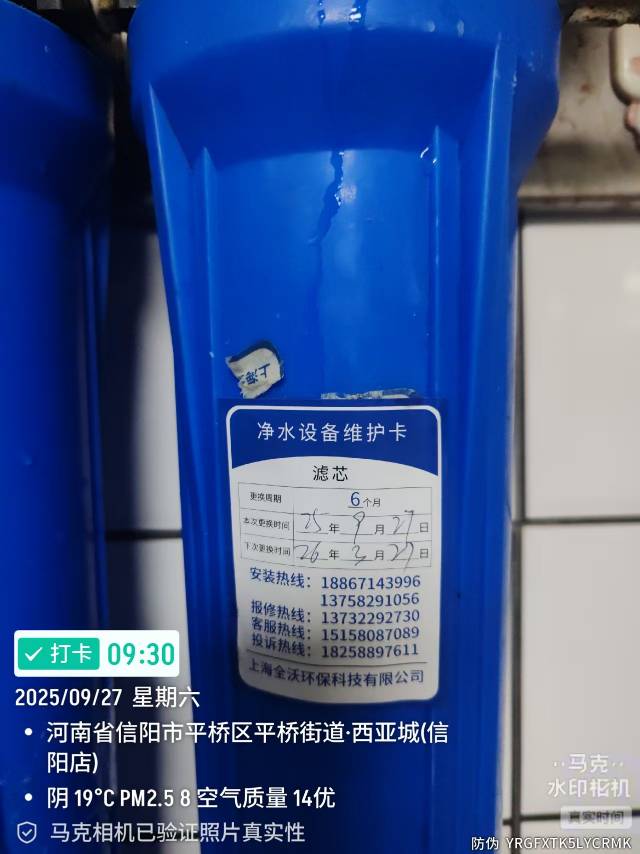 上海
净水设备维护卡
滤芯
更换周期 6个月
本次更换时间 25年9月27日
下次更换时间 26年3月27日
安装热线：18867143996
13758291056
报修热线：13732292730
客服热线：15158087089
投诉热线：18258897611
上海全沃环保科技有限公司
打卡 09:30
2025/09/27 星期六
河南省信阳市平桥区平桥街道·西亚城(信
阳店)
阴 19°C PM2.5 8 空气质量 14优
马克相机已验证照片真实性
马克
水印相机
真实时间
防伪 YRGFXTK5LYCRMK